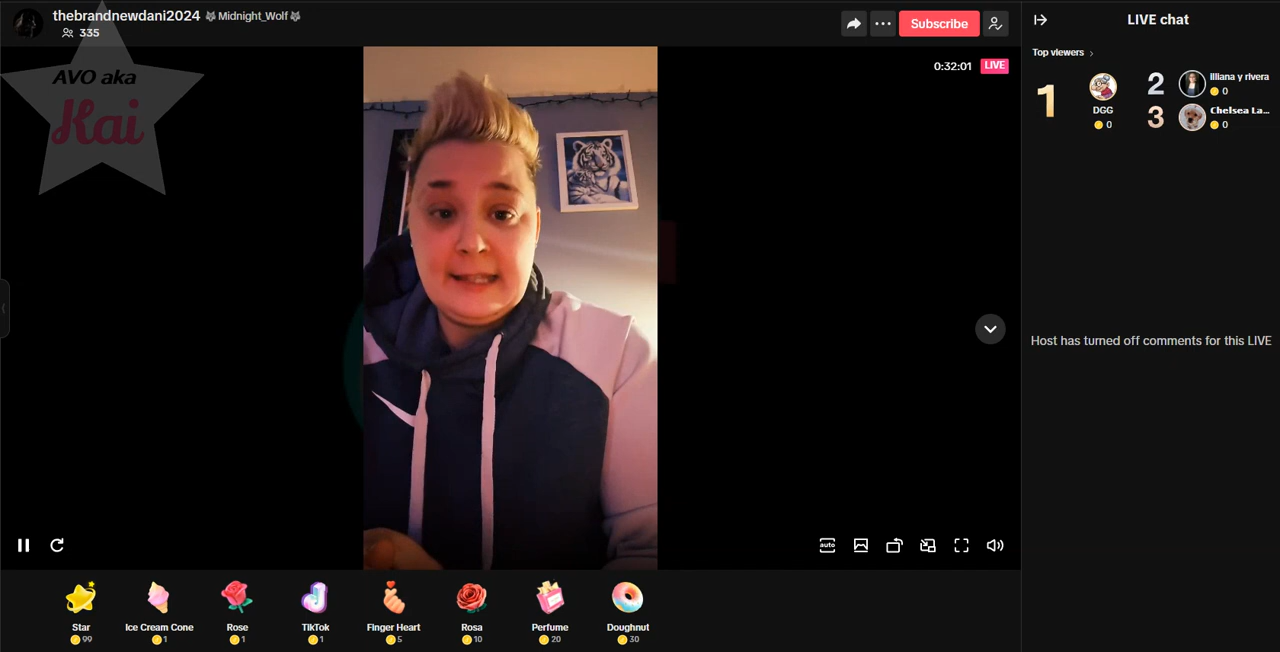 thebrandnewdani2024 🐺Midnight_Wolf🐺
335
Subscribe
AVO aka
Kai
0:32:01 LIVE
LIVE chat
Top viewers
1
DGG
0
2
illiana y rivera
0
3
Chelsea La...
0
Host has turned off comments for this LIVE
auto
Star
99
Ice Cream Cone
1
Rose
1
TikTok
1
Finger Heart
5
Rosa
10
Perfume
20
Doughnut
30